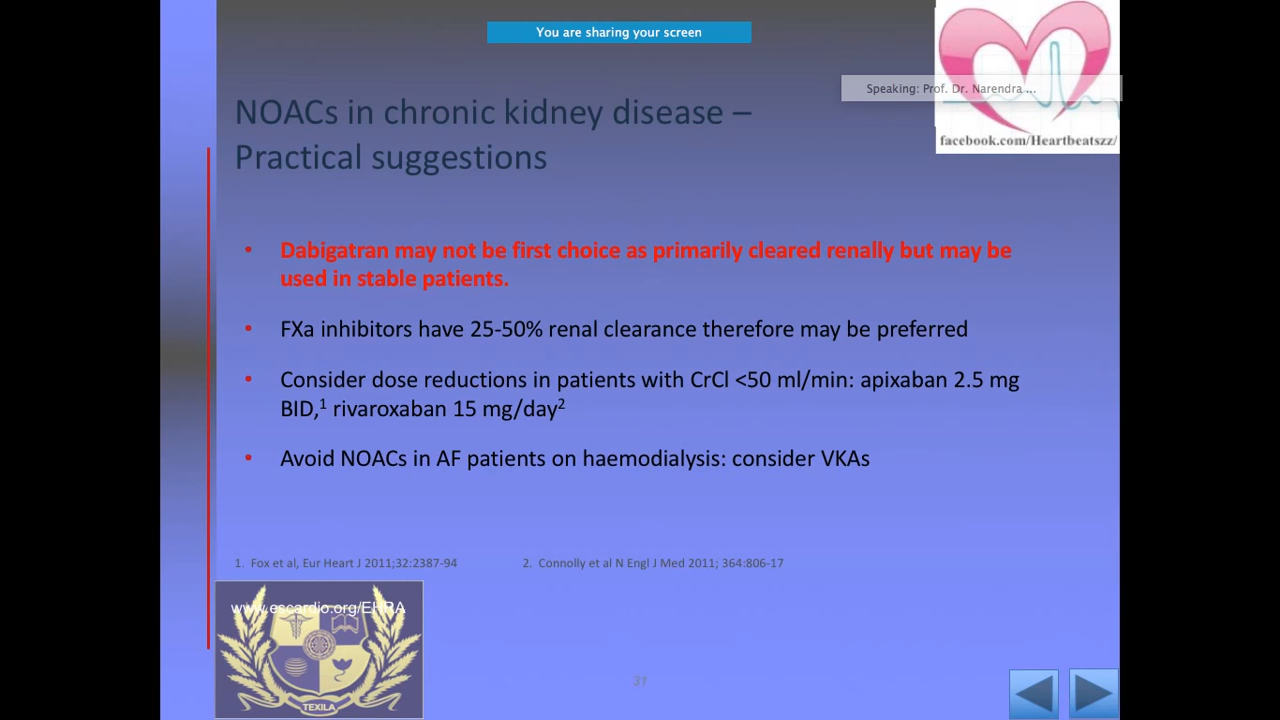 You are sharing your screen
Speaking: Prof. Dr. Narendra ...
facebook.com/Heartbeatszz/
NOACs in chronic kidney disease –
Practical suggestions
• Dabigatran may not be first choice as primarily cleared renally but may be
used in stable patients.
• FXa inhibitors have 25-50% renal clearance therefore may be preferred
• Consider dose reductions in patients with CrCl <50 ml/min: apixaban 2.5 mg
BID,¹ rivaroxaban 15 mg/day²
• Avoid NOACs in AF patients on haemodialysis: consider VKAs
1. Fox et al, Eur Heart J 2011;32:2387-94 2. Connolly et al N Engl J Med 2011; 364:806-17
www.escardio.org/EHRA
TEXILA
31